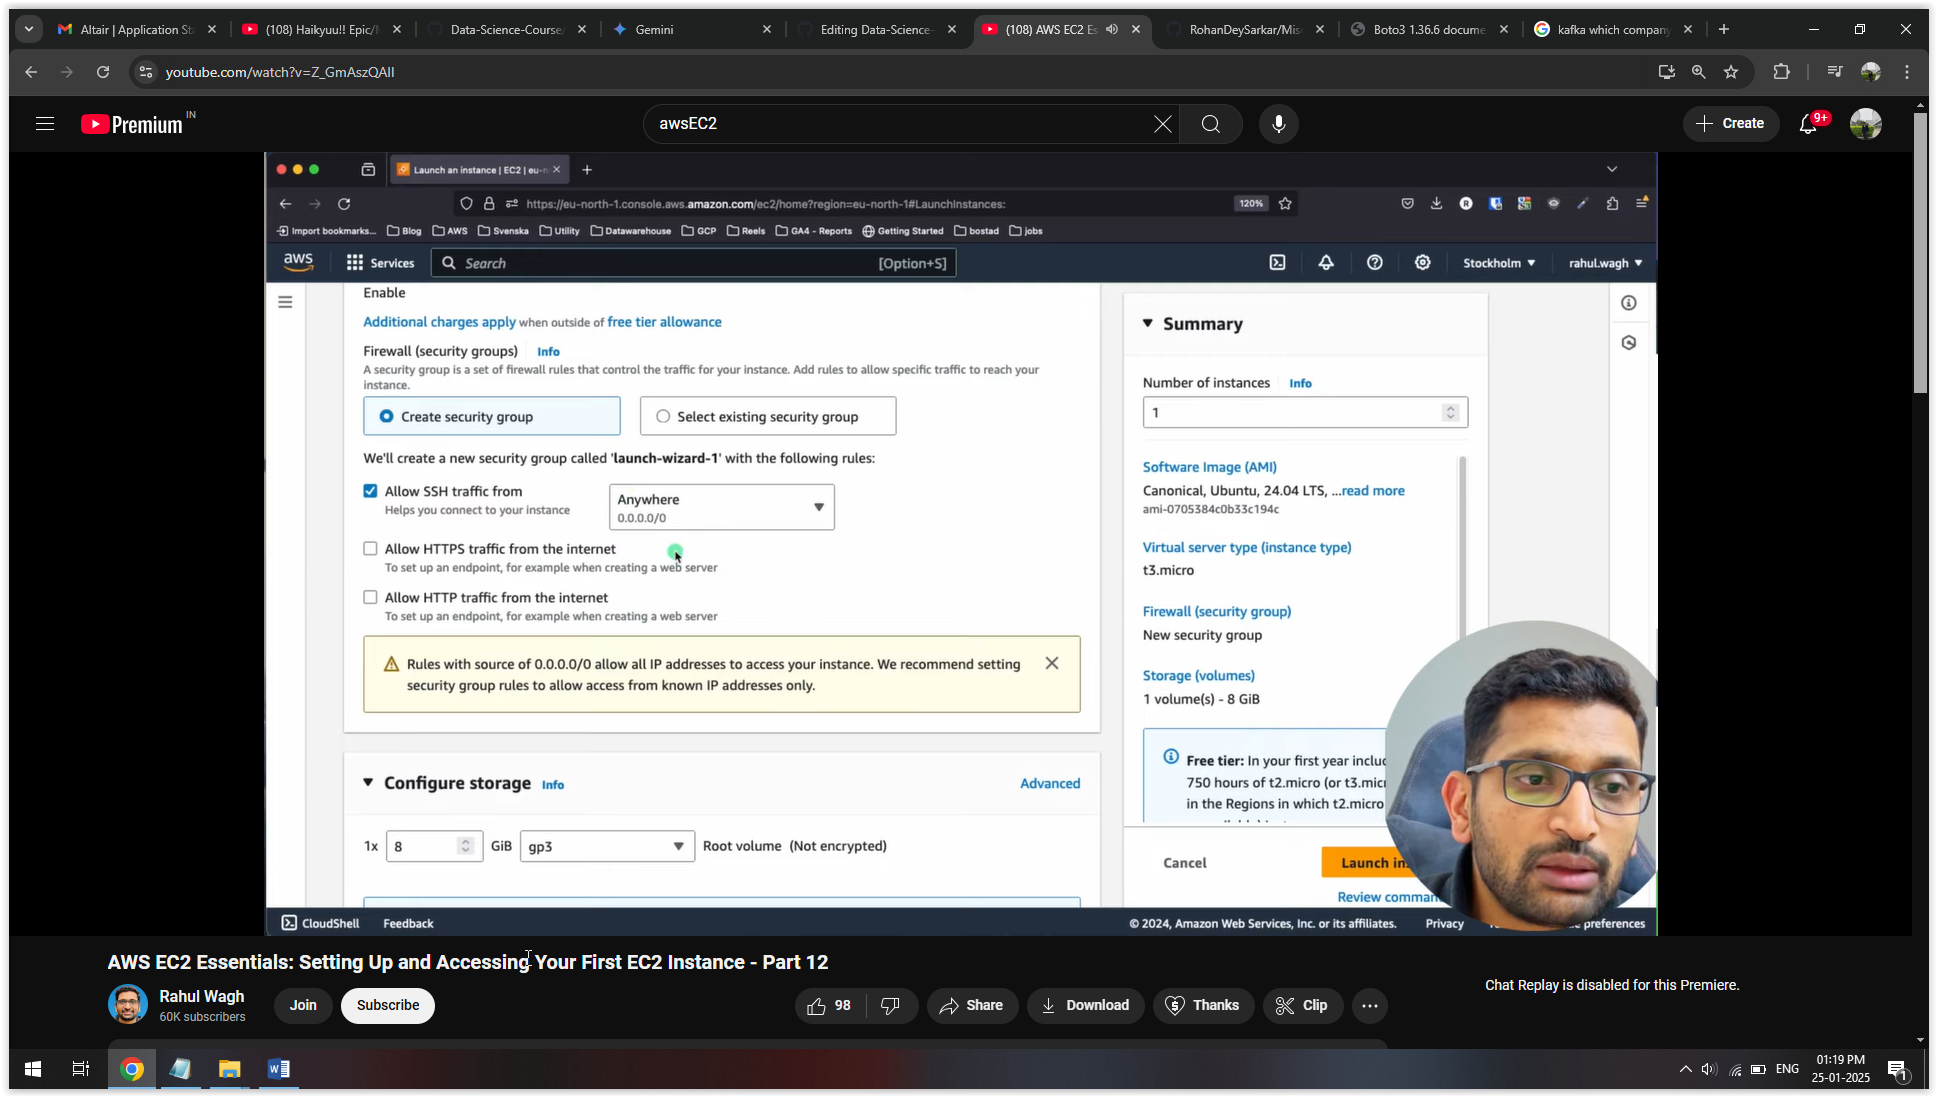 Altair | Application St
(108) Haikyuu!! Epic/
Data-Science-Course/
Gemini
Editing Data-Science-
(108) AWS EC2 Es
RohanDeySarkar/Mis
Boto3 1.36.6 docume
kafka which company
youtube.com/watch?v=Z_GmAszQAII
Premium IN
awsEC2
Create
9+
Launch an instance | EC2 | eu-n
https://eu-north-1.console.aws.amazon.com/ec2/home?region=eu-north-1#LaunchInstances:
120%
Import bookmarks...
Blog
AWS
Svenska
Utility
Datawarehouse
GCP
Reels
GA4 - Reports
Getting Started
bostad
jobs
aws
Services
Search
[Option+S]
Stockholm
rahul.wagh
Enable
Additional charges apply when outside of free tier allowance
Firewall (security groups) Info
A security group is a set of firewall rules that control the traffic for your instance. Add rules to allow specific traffic to reach your
instance.
Create security group
Select existing security group
We'll create a new security group called 'launch-wizard-1' with the following rules:
Allow SSH traffic from
Helps you connect to your instance
Anywhere
0.0.0.0/0
Allow HTTPS traffic from the internet
To set up an endpoint, for example when creating a web server
Allow HTTP traffic from the internet
To set up an endpoint, for example when creating a web server
Rules with source of 0.0.0.0/0 allow all IP addresses to access your instance. We recommend setting
security group rules to allow access from known IP addresses only.
Configure storage Info
Advanced
1x
8
GiB
gp3
Root volume (Not encrypted)
Summary
Number of instances Info
1
Software Image (AMI)
Canonical, Ubuntu, 24.04 LTS, ...read more
ami-0705384c0b33c194c
Virtual server type (instance type)
t3.micro
Firewall (security group)
New security group
Storage (volumes)
1 volume(s) - 8 GiB
Free tier: In your first year inclu
750 hours of t2.micro (or t3.mic
in the Regions in which t2.micro
Cancel
Launch in
Review comman
CloudShell
Feedback
© 2024, Amazon Web Services, Inc. or its affiliates.
Privacy
preferences
AWS EC2 Essentials: Setting Up and Accessing Your First EC2 Instance - Part 12
Rahul Wagh
60K subscribers
Join
Subscribe
98
Share
Download
Thanks
Clip
Chat Replay is disabled for this Premiere.
ENG
01:19 PM
25-01-2025
1